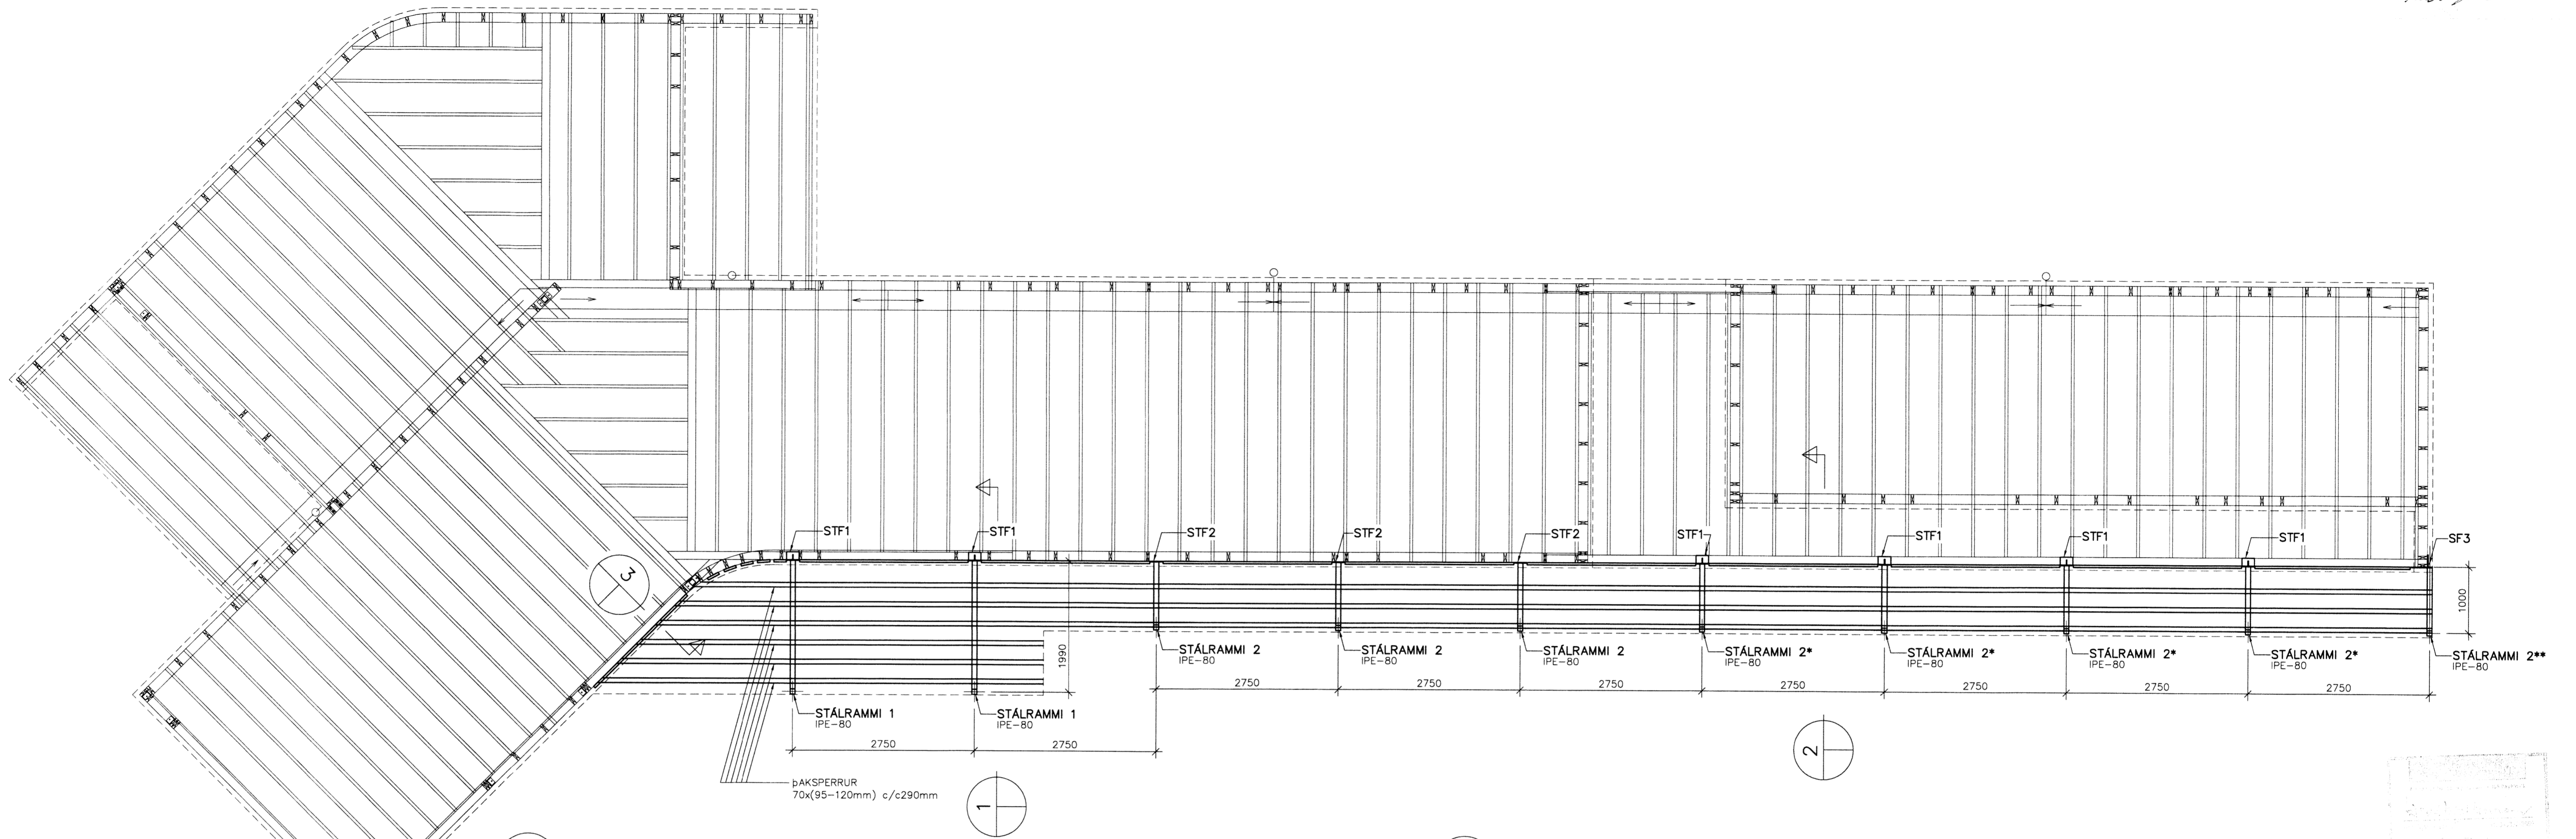 STF1
STF1
STF2
STF2
STF2
STF1
STF1
STF1
STF1
SF3
3
1990
1000
STÁLRAMMI 2
IPE-80
STÁLRAMMI 2
IPE-80
STÁLRAMMI 2
IPE-80
STÁLRAMMI 2*
IPE-80
STÁLRAMMI 2*
IPE-80
STÁLRAMMI 2*
IPE-80
STÁLRAMMI 2*
IPE-80
STÁLRAMMI 2**
IPE-80
2750
2750
2750
2750
2750
2750
2750
STÁLRAMMI 1
IPE-80
STÁLRAMMI 1
IPE-80
2750
2750
2
ÞAKSPERRUR
70x(95-120mm) c/c290mm
1